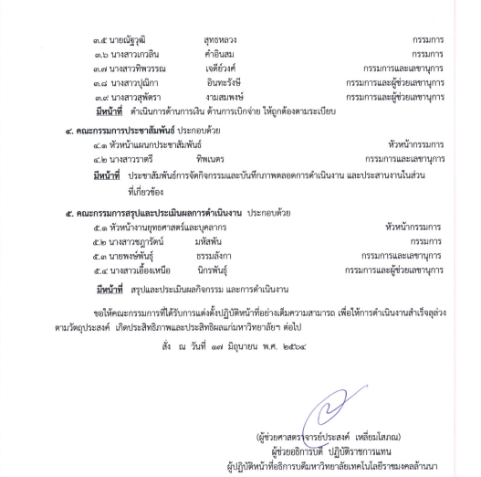 ๓.๕ นายณัฐวุฒิ สุทธหลวง กรรมการ
๓.๖ นางสาวเกวลิน คำอินสม กรรมการ
๓.๗ นางสาวทิพวรรณ เจดีย์วงศ์ กรรมการและเลขานุการ
๓.๘ นางสาวปุณิกา อินทะรังษี กรรมการและผู้ช่วยเลขานุการ
๓.๙ นางสาวสุพัตรา งามสมพงษ์ กรรมการและผู้ช่วยเลขานุการ
มีหน้าที่ ดำเนินการด้านการเงิน ด้านการเบิกจ่าย ให้ถูกต้องตามระเบียบ
๔. คณะกรรมการประชาสัมพันธ์ ประกอบด้วย
๔.๑ หัวหน้าแผนกประชาสัมพันธ์ หัวหน้ากรรมการ
๔.๒ นางสาวราตรี ทิพเนตร กรรมการและเลขานุการ
มีหน้าที่ ประชาสัมพันธ์การจัดกิจกรรมและบันทึกภาพตลอดการดำเนินงาน และประสานงานในส่วน
ที่เกี่ยวข้อง
๕. คณะกรรมการสรุปและประเมินผลการดำเนินงาน ประกอบด้วย
๕.๑ หัวหน้างานยุทธศาสตร์และบุคลากร หัวหน้ากรรมการ
๕.๒ นางสาวชฎารัตน์ มหัสพัน กรรมการ
๕.๓ นายพงษ์พันธุ์ ธรรมลังกา กรรมการและเลขานุการ
๕.๔ นางสาวเอื้องเหนือ นิกรพันธุ์ กรรมการและผู้ช่วยเลขานุการ
มีหน้าที่ สรุปและประเมินผลกิจกรรม และการดำเนินงาน
ขอให้คณะกรรมการที่ได้รับการแต่งตั้งปฏิบัติหน้าที่อย่างเต็มความสามารถ เพื่อให้การดำเนินงานสำเร็จลุล่วง
ตามวัตถุประสงค์ เกิดประสิทธิภาพและประสิทธิผลแก่มหาวิทยาลัยฯ ต่อไป
สั่ง ณ วันที่ ๑๗ มิถุนายน พ.ศ. ๒๕๖๔
(ผู้ช่วยศาสตราจารย์ประสงค์ เหลี่ยมโสภณ)
ผู้ช่วยอธิการบดี ปฏิบัติราชการแทน
ผู้ปฏิบัติหน้าที่อธิการบดีมหาวิทยาลัยเทคโนโลยีราชมงคลล้านนา